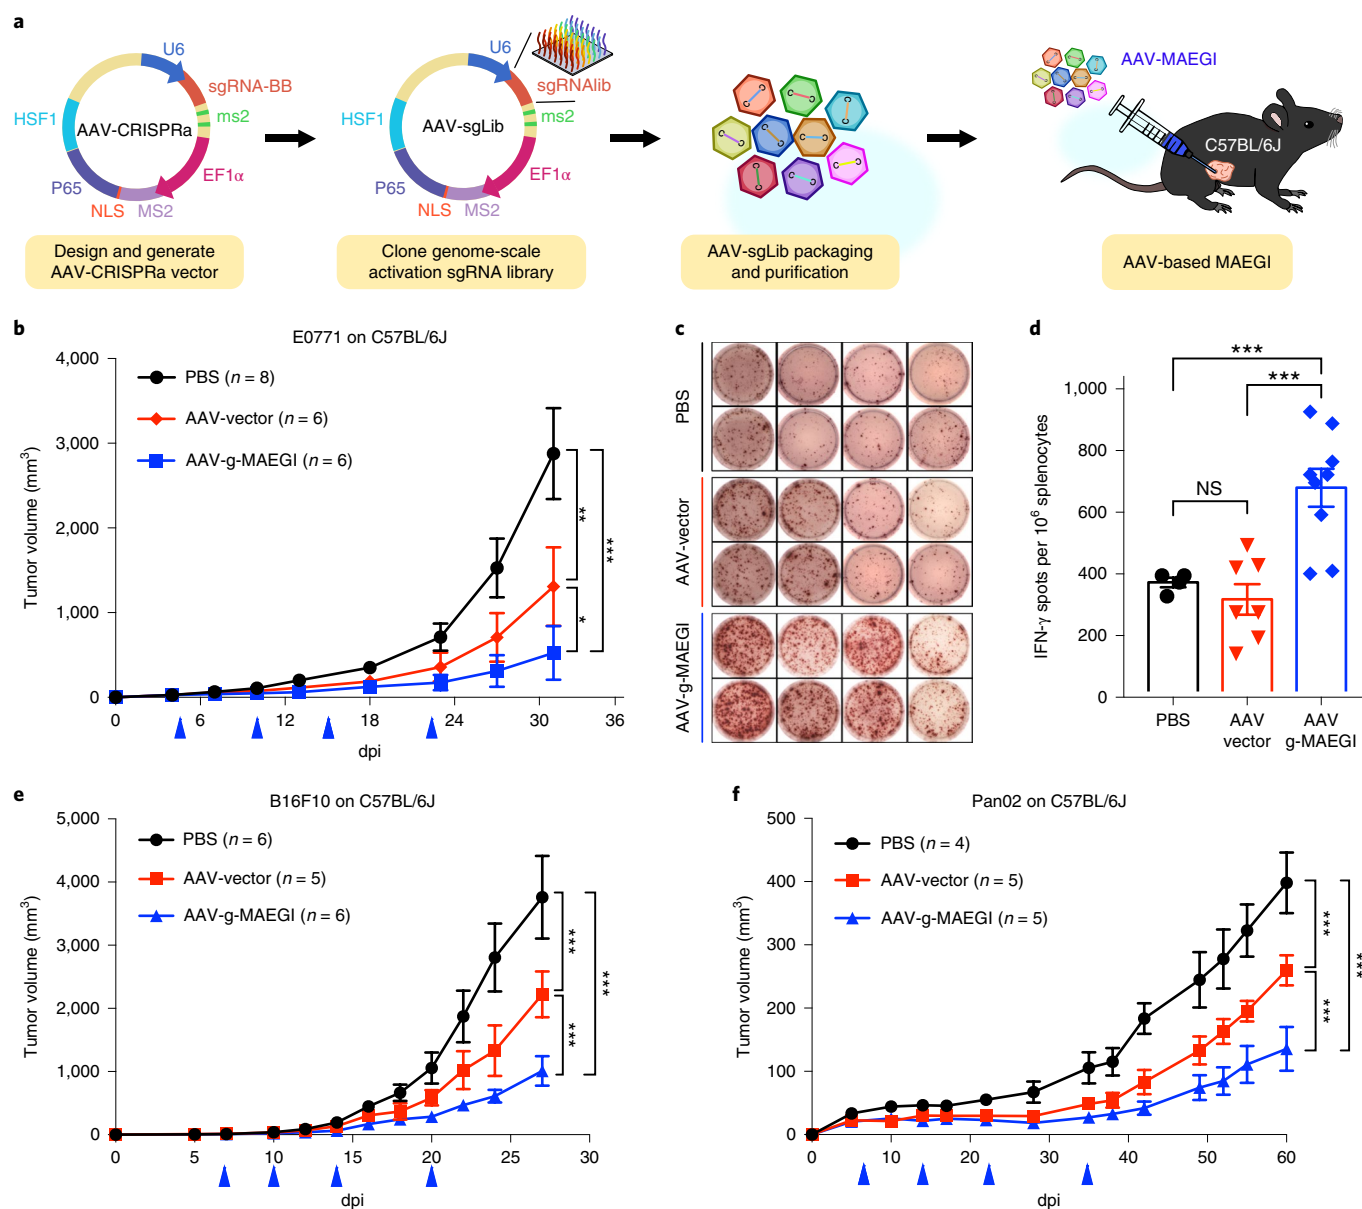 a
U6
sgRNA-BB
ms2
EF1α
MS2
NLS
P65
HSF1
AAV-CRISPRa
Design and generate
AAV-CRISPRa vector
U6
sgRNAlib
ms2
EF1α
MS2
NLS
P65
HSF1
AAV-sgLib
Clone genome-scale
activation sgRNA library
AAV-sgLib packaging
and purification
AAV-MAEGI
C57BL/6J
AAV-based MAEGI
b
E0771 on C57BL/6J
PBS (n = 8)
AAV-vector (n = 6)
AAV-g-MAEGI (n = 6)
Tumor volume (mm³)
4,000
3,000
2,000
1,000
0
0 6 12 18 24 30 36
dpi
**
*
***
c
PBS
AAV-vector
AAV-g-MAEGI
d
***
***
NS
IFN-γ spots per 10⁶ splenocytes
1,000
800
600
400
200
0
PBS
AAV
vector
AAV
g-MAEGI
e
B16F10 on C57BL/6J
PBS (n = 6)
AAV-vector (n = 5)
AAV-g-MAEGI (n = 6)
Tumor volume (mm³)
5,000
4,000
3,000
2,000
1,000
0
0 5 10 15 20 25 30
dpi
***
***
***
f
Pan02 on C57BL/6J
PBS (n = 4)
AAV-vector (n = 5)
AAV-g-MAEGI (n = 5)
Tumor volume (mm³)
500
400
300
200
100
0
0 10 20 30 40 50 60
dpi
***
***
***